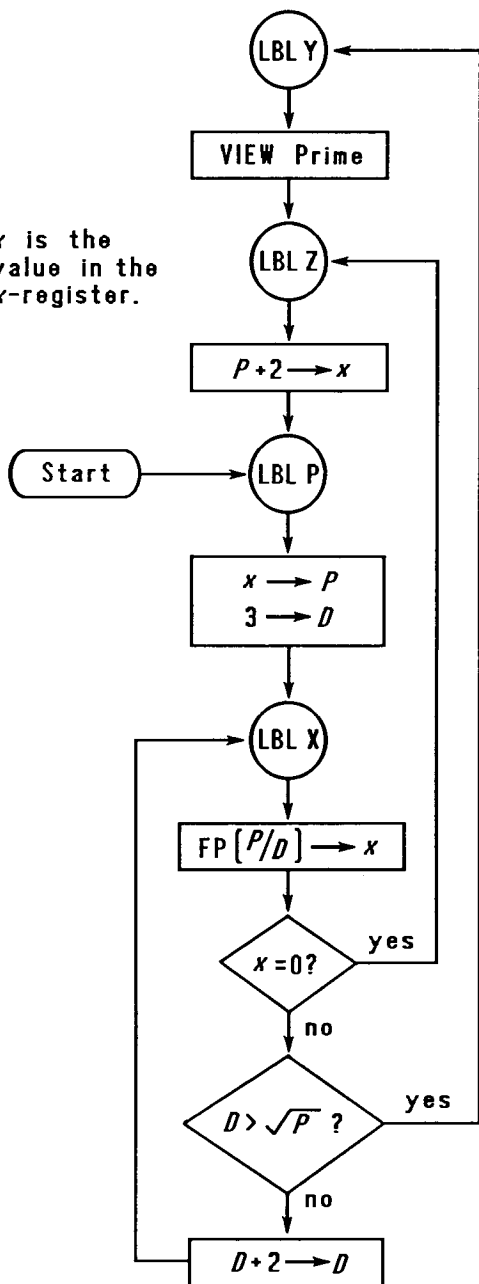 LBL Y
VIEW Prime
x is the
value in the
x-register.
LBL Z
P+2 → x
Start
LBL P
x → P
3 → D
LBL X
FP [P/D] → x
x=0?
yes
no
D > √P ?
yes
no
D+2 → D